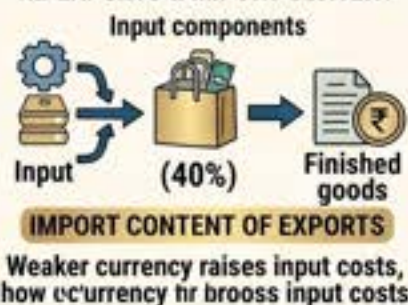 Input components
Input
(40%)
Finished
goods
₹
IMPORT CONTENT OF EXPORTS
Weaker currency raises input costs,
how input costs